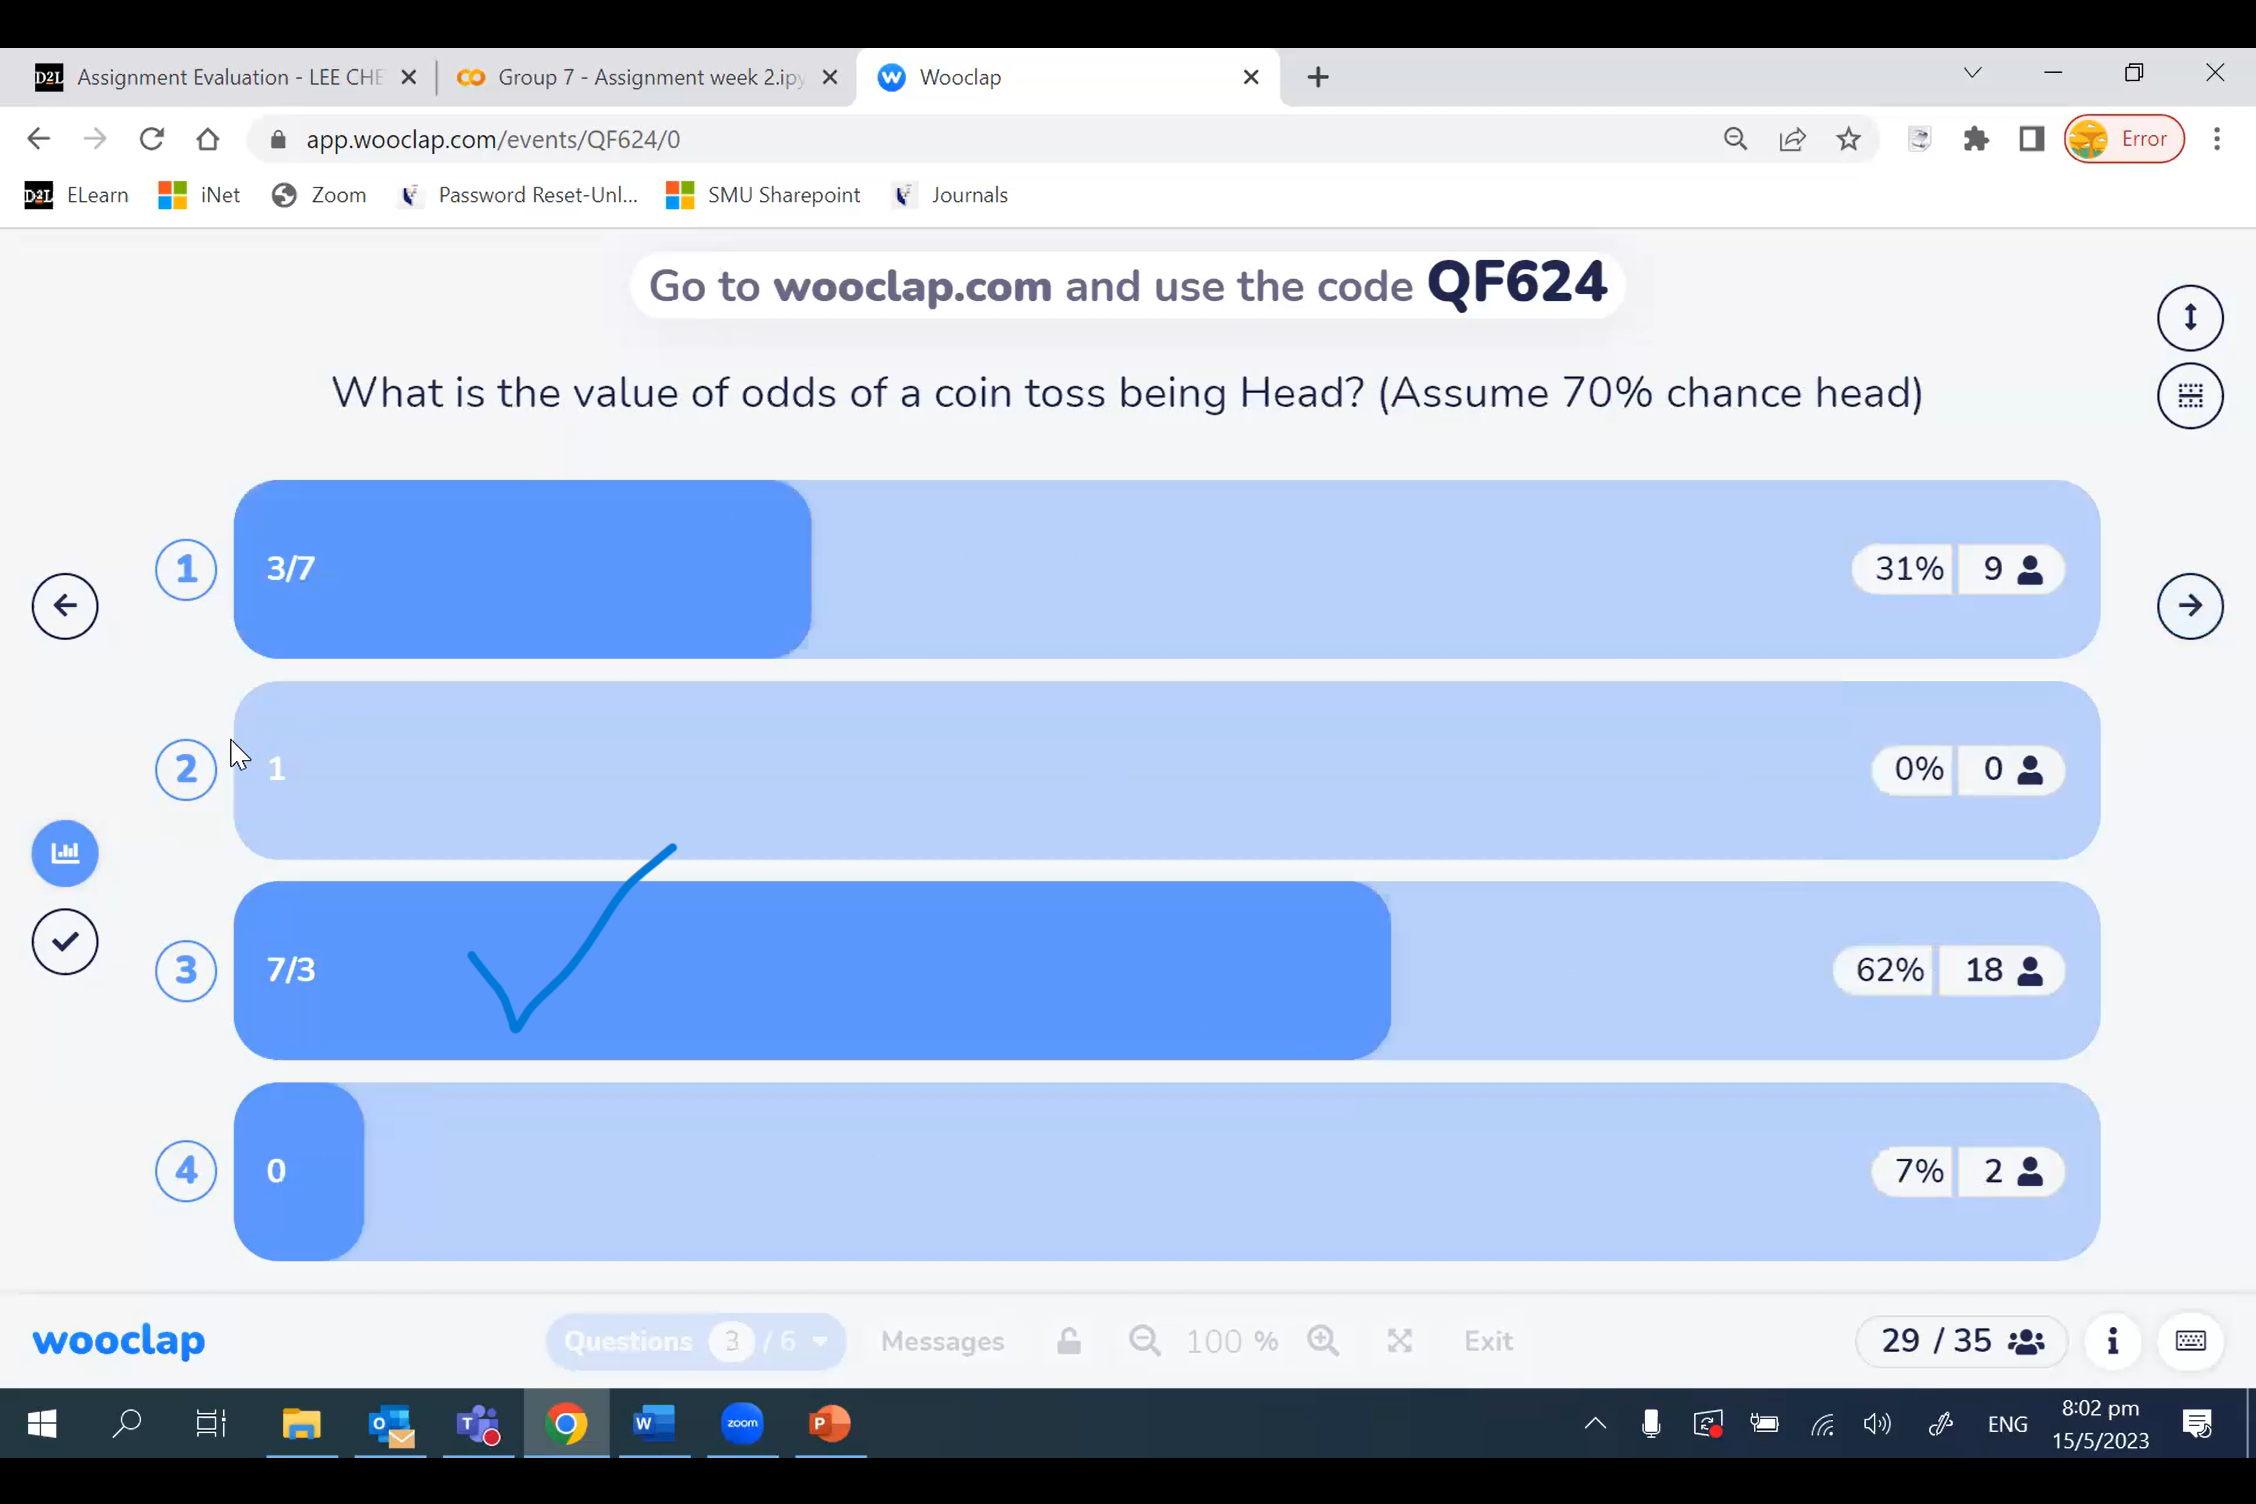 Assignment Evaluation - LEE CHE
Group 7 - Assignment week 2.ipy
Wooclap
app.wooclap.com/events/QF624/0
Error
ELearn
iNet
Zoom
Password Reset-Unl...
SMU Sharepoint
Journals
Go to wooclap.com and use the code QF624
What is the value of odds of a coin toss being Head? (Assume 70% chance head)
1 3/7 31% 9
2 1 0% 0
3 7/3 62% 18
4 0 7% 2
wooclap
Questions 3 / 6
Messages
100 %
Exit
29 / 35
zoom
ENG
8:02 pm
15/5/2023